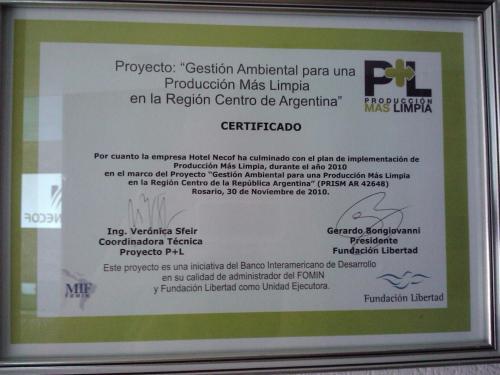 Proyecto: "Gestión Ambiental para una
Producción Más Limpia
en la Región Centro de Argentina"
P+L
PRODUCCIÓN
MAS LIMPIA
CERTIFICADO
Por cuanto la empresa Hotel Necof ha culminado con el plan de implementación de
Producción Más Limpia, durante el año 2010
en el marco del Proyecto "Gestión Ambiental para una Producción Más Limpia
en la Región Centro de la República Argentina" (PRISM AR 42648)
Rosario, 30 de Noviembre de 2010.
NECOF
Ing. Verónica Sfeir
Coordinadora Técnica
Proyecto P+L
Gerardo Bongiovanni
Presidente
Fundación Libertad
Este proyecto es una iniciativa del Banco Interamericano de Desarrollo
en su calidad de administrador del FOMIN
y Fundación Libertad como Unidad Ejecutora.
MIF
FOMIN
Fundación Libertad